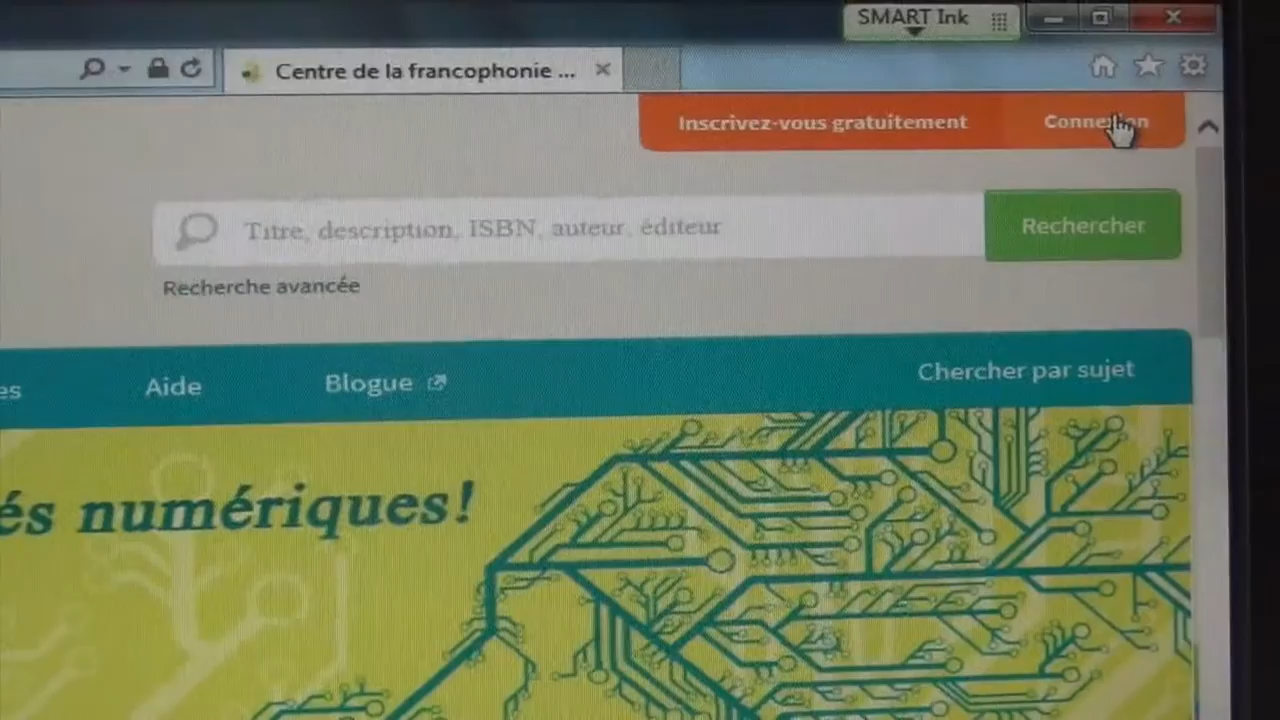 SMART Ink
Centre de la francophonie ...
Inscrivez-vous gratuitement
Connexion
Titre, description, ISBN, auteur, éditeur
Rechercher
Recherche avancée
es
Aide
Blogue
Chercher par sujet
és numériques!